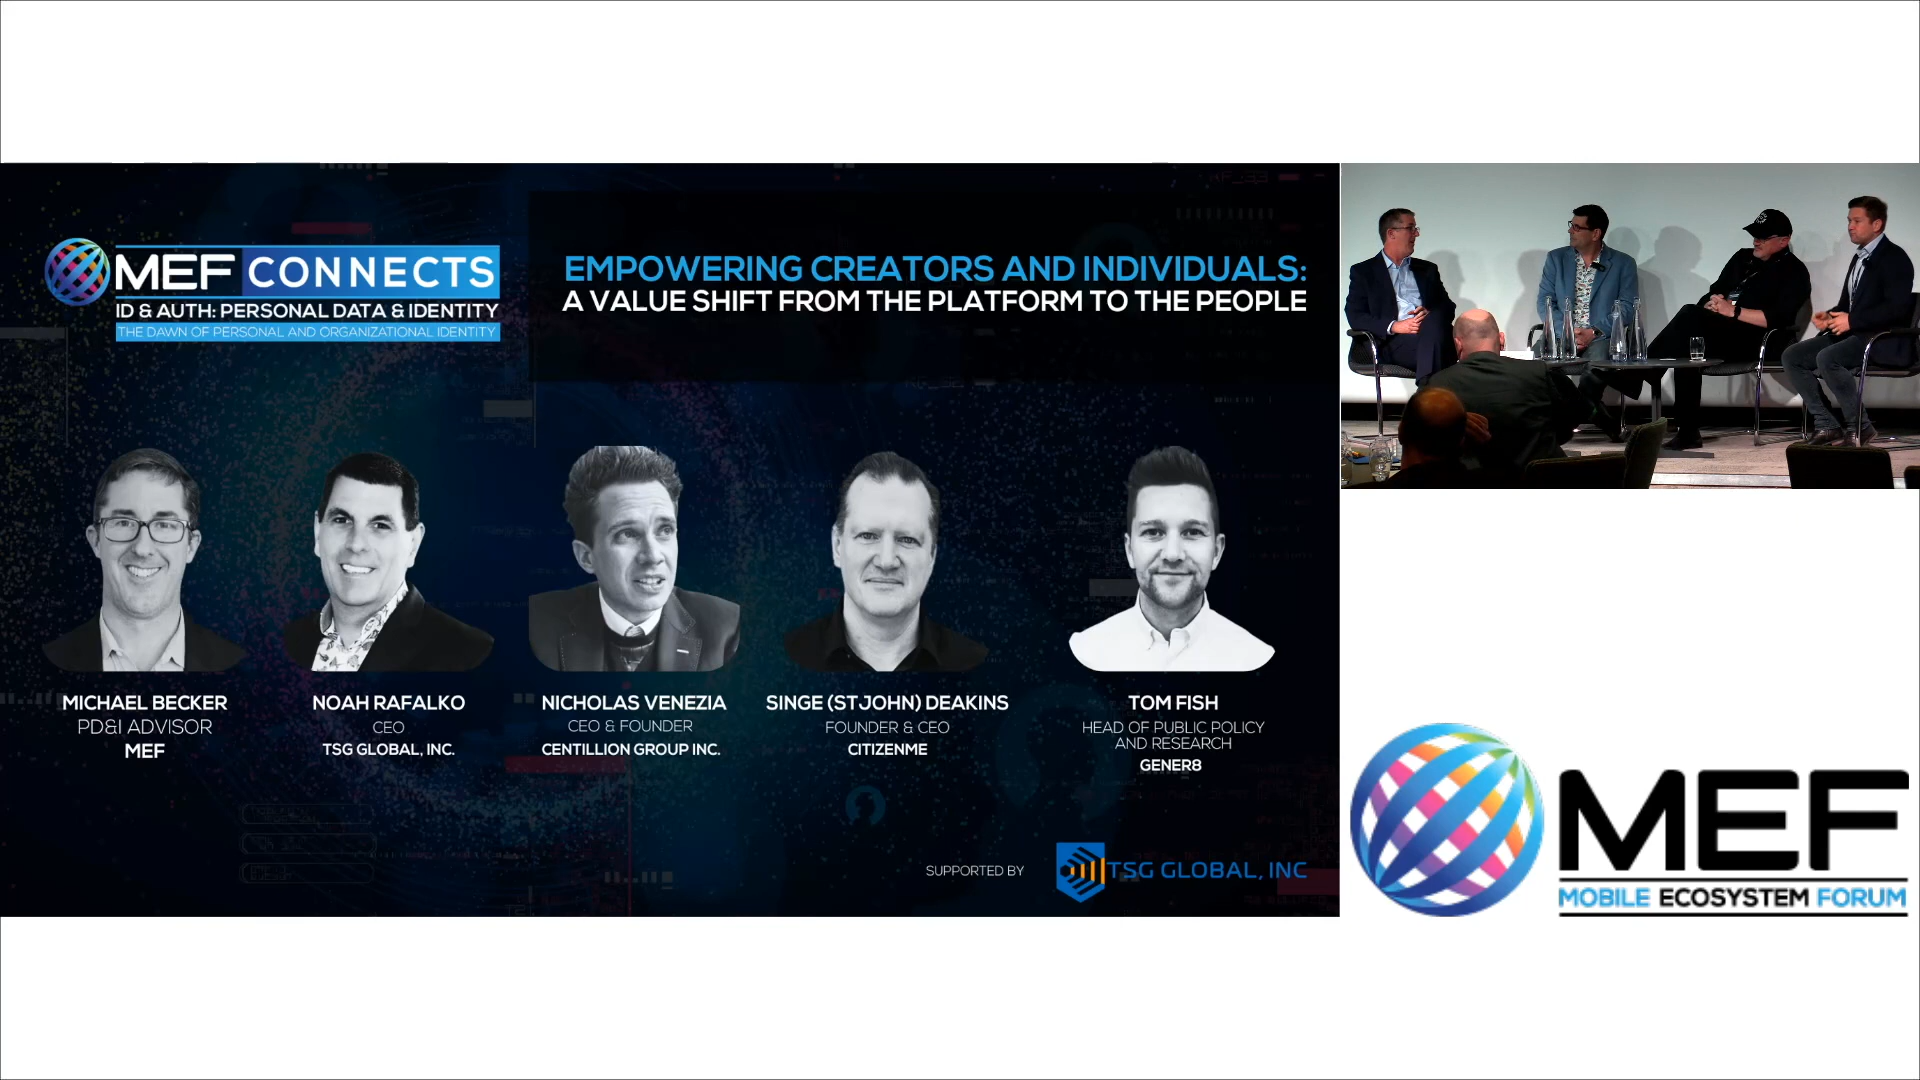 MEF CONNECTS
ID & AUTH: PERSONAL DATA & IDENTITY
THE DAWN OF PERSONAL AND ORGANIZATIONAL IDENTITY
EMPOWERING CREATORS AND INDIVIDUALS:
A VALUE SHIFT FROM THE PLATFORM TO THE PEOPLE
MICHAEL BECKER
PD&I ADVISOR
MEF
NOAH RAFALKO
CEO
TSG GLOBAL, INC.
NICHOLAS VENEZIA
CEO & FOUNDER
CENTILLION GROUP INC.
SINGE (STJOHN) DEAKINS
FOUNDER & CEO
CITIZENME
TOM FISH
HEAD OF PUBLIC POLICY
AND RESEARCH
GENER8
SUPPORTED BY
TSG GLOBAL, INC
MEF
MOBILE ECOSYSTEM FORUM